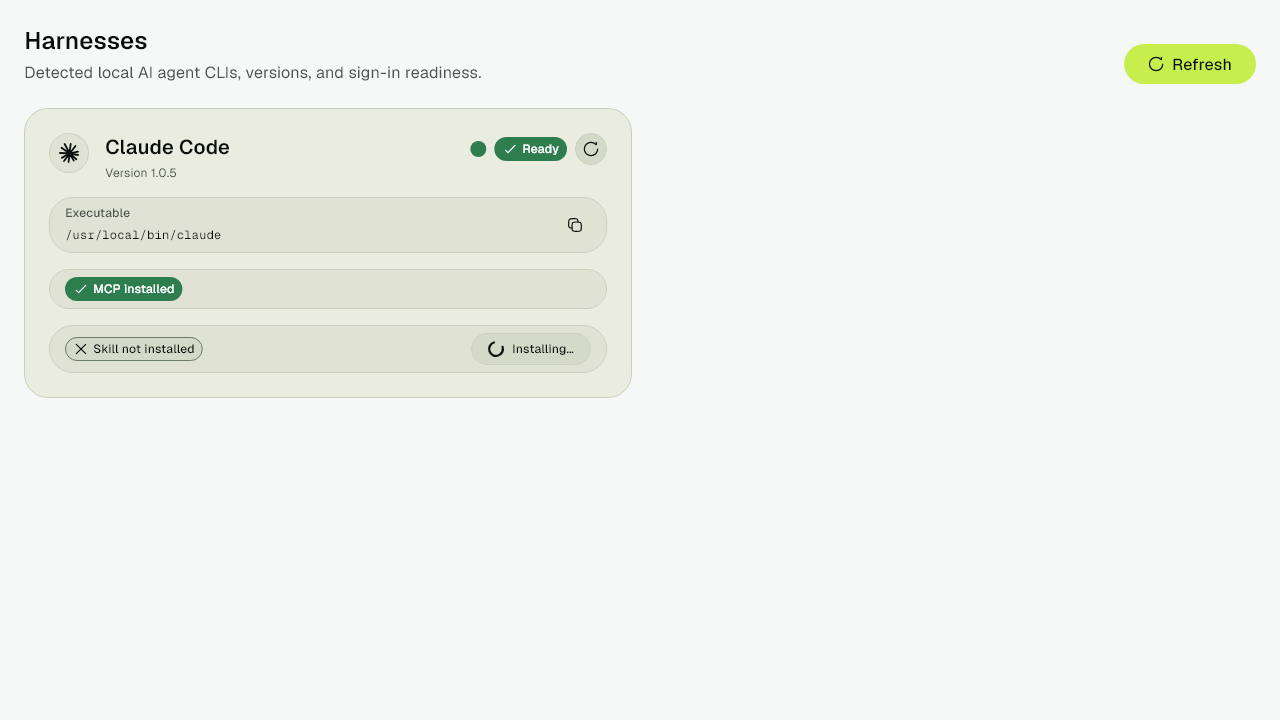 Harnesses
Detected local AI agent CLIs, versions, and sign-in readiness.
Refresh
Claude Code
Version 1.0.5
Ready
Executable
/usr/local/bin/claude
MCP installed
Skill not installed
Installing…